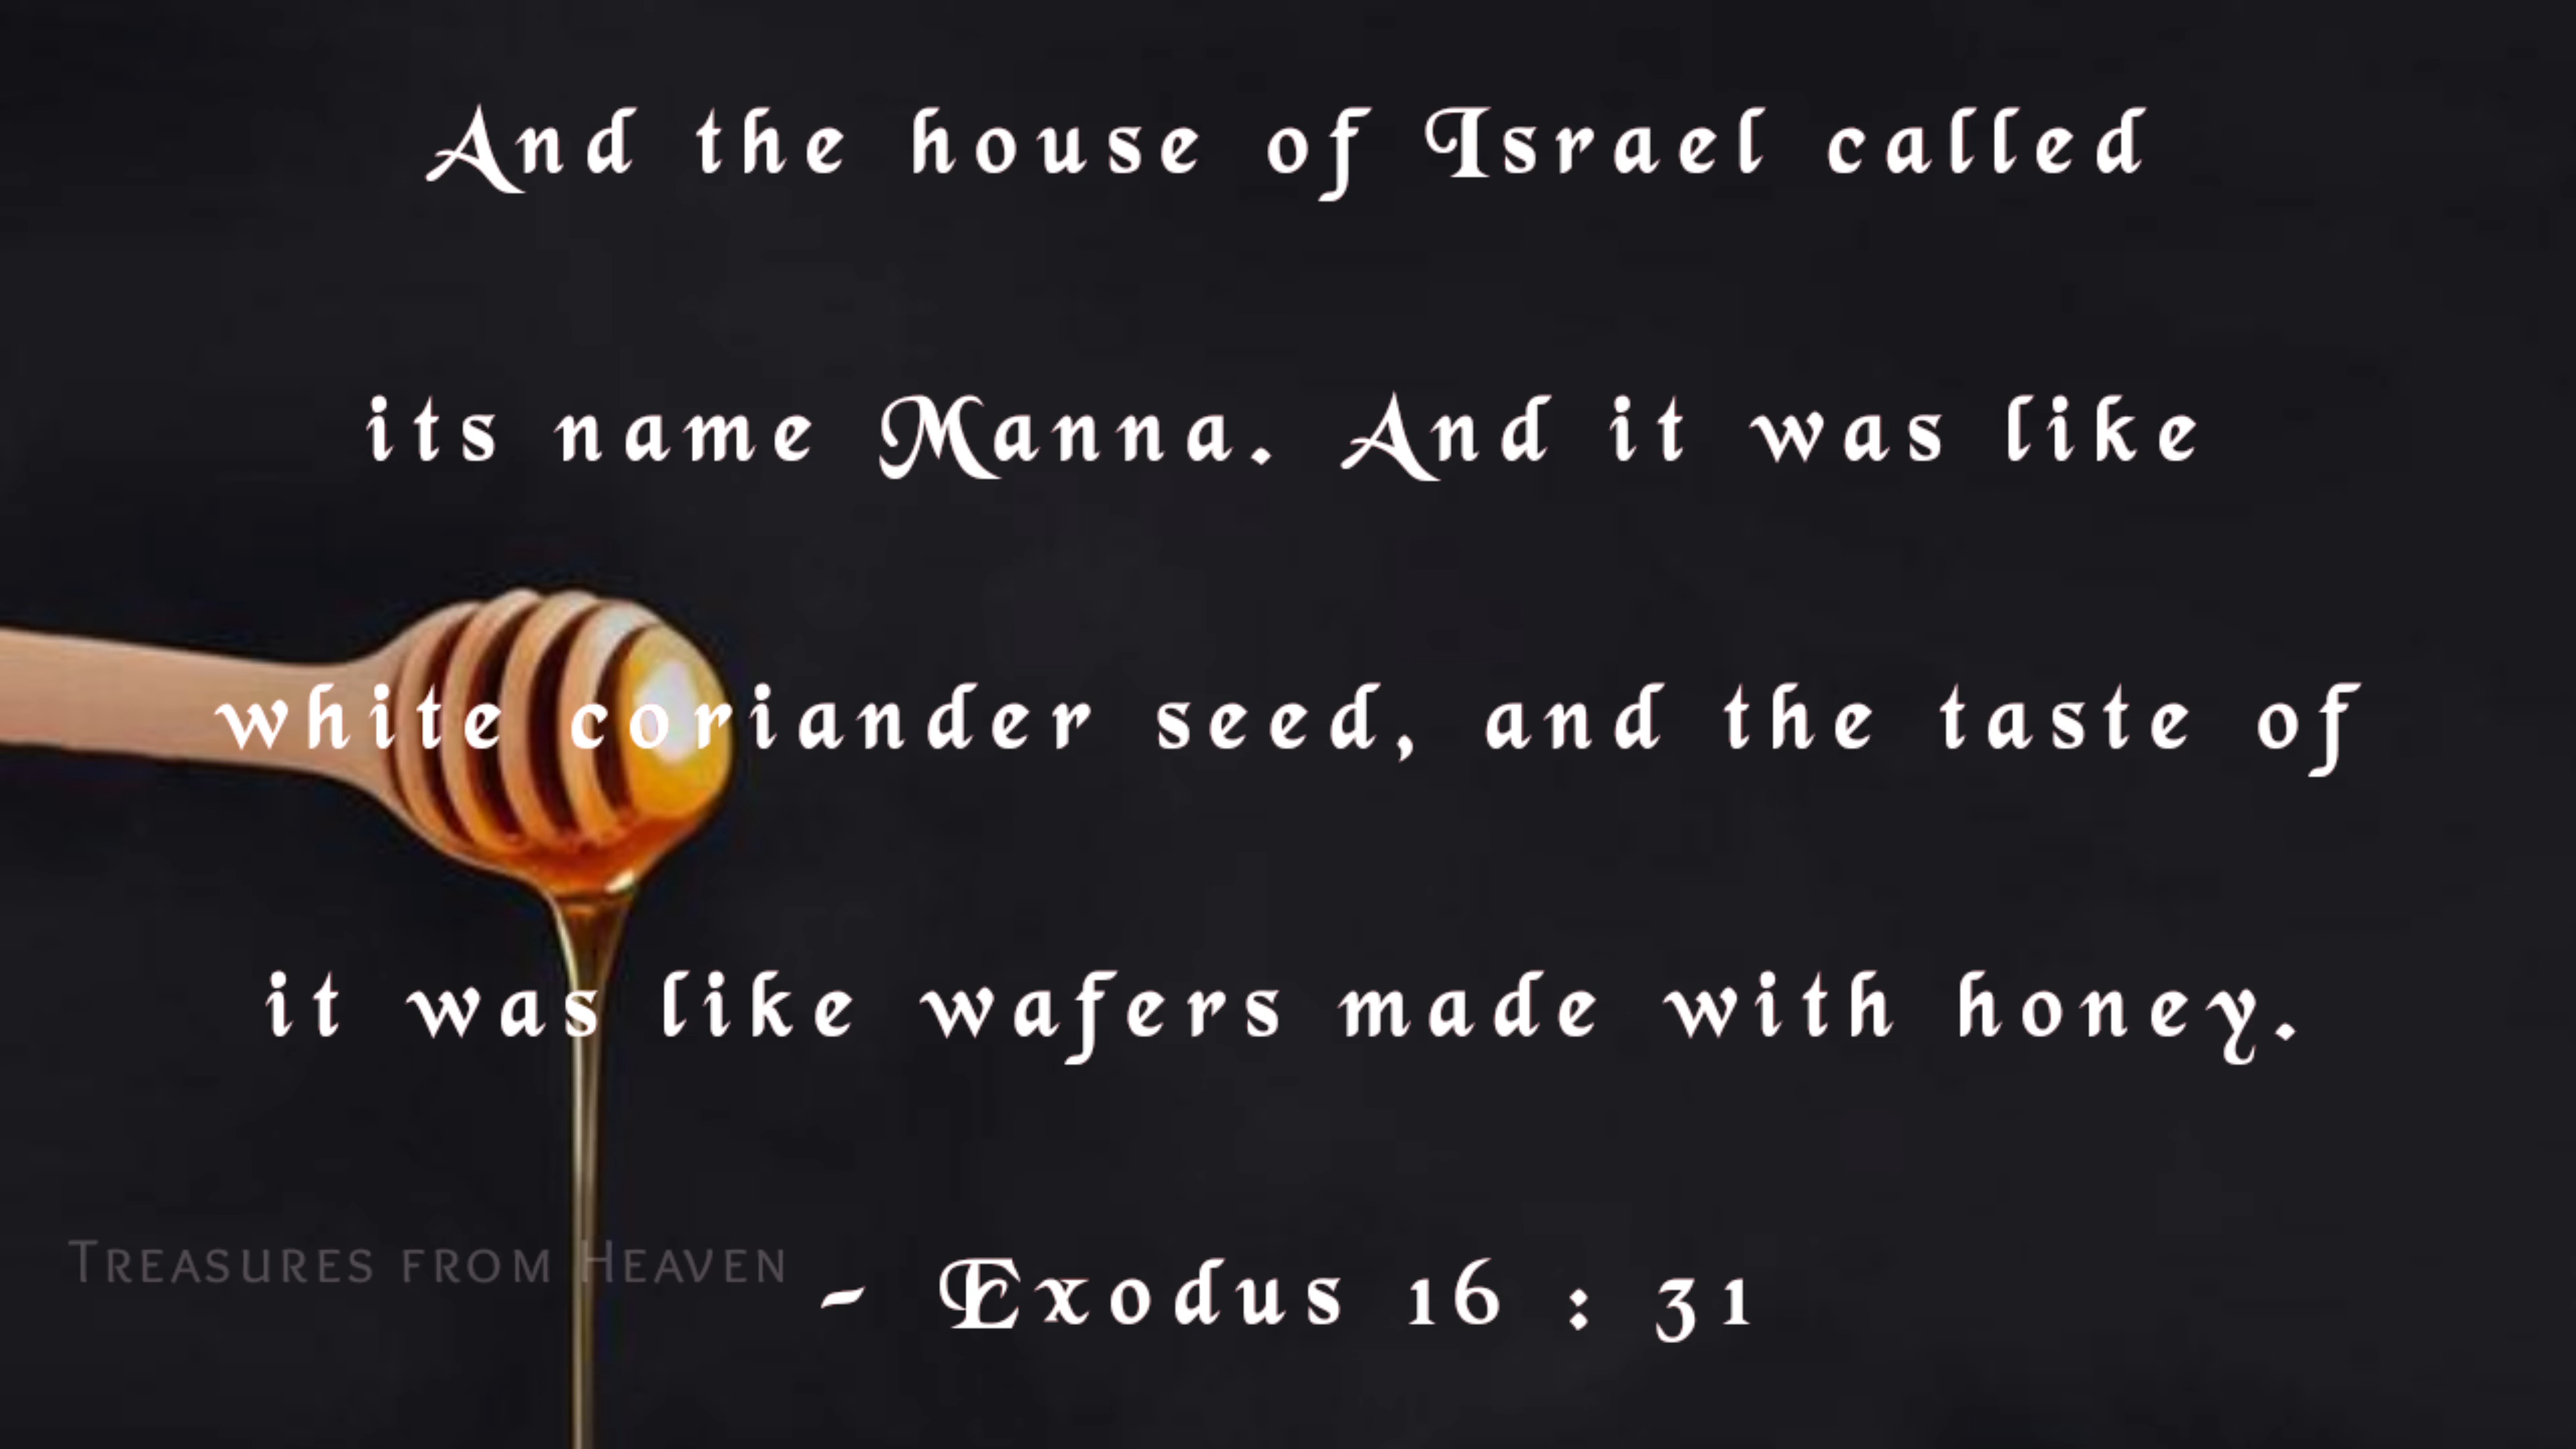 And the house of Israel called
its name Manna. And it was like
white coriander seed, and the taste of
it was like wafers made with honey.
Treasures from Heaven
- Exodus 16 : 31